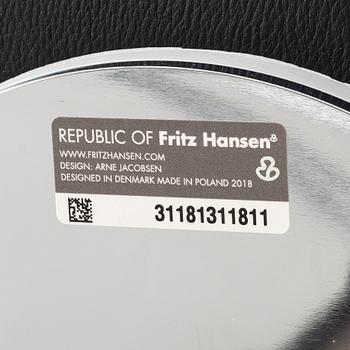 REPUBLIC OF Fritz Hansen®
WWW.FRITZHANSEN.COM
DESIGN: ARNE JACOBSEN
DESIGNED IN DENMARK MADE IN POLAND 2018
31181311811